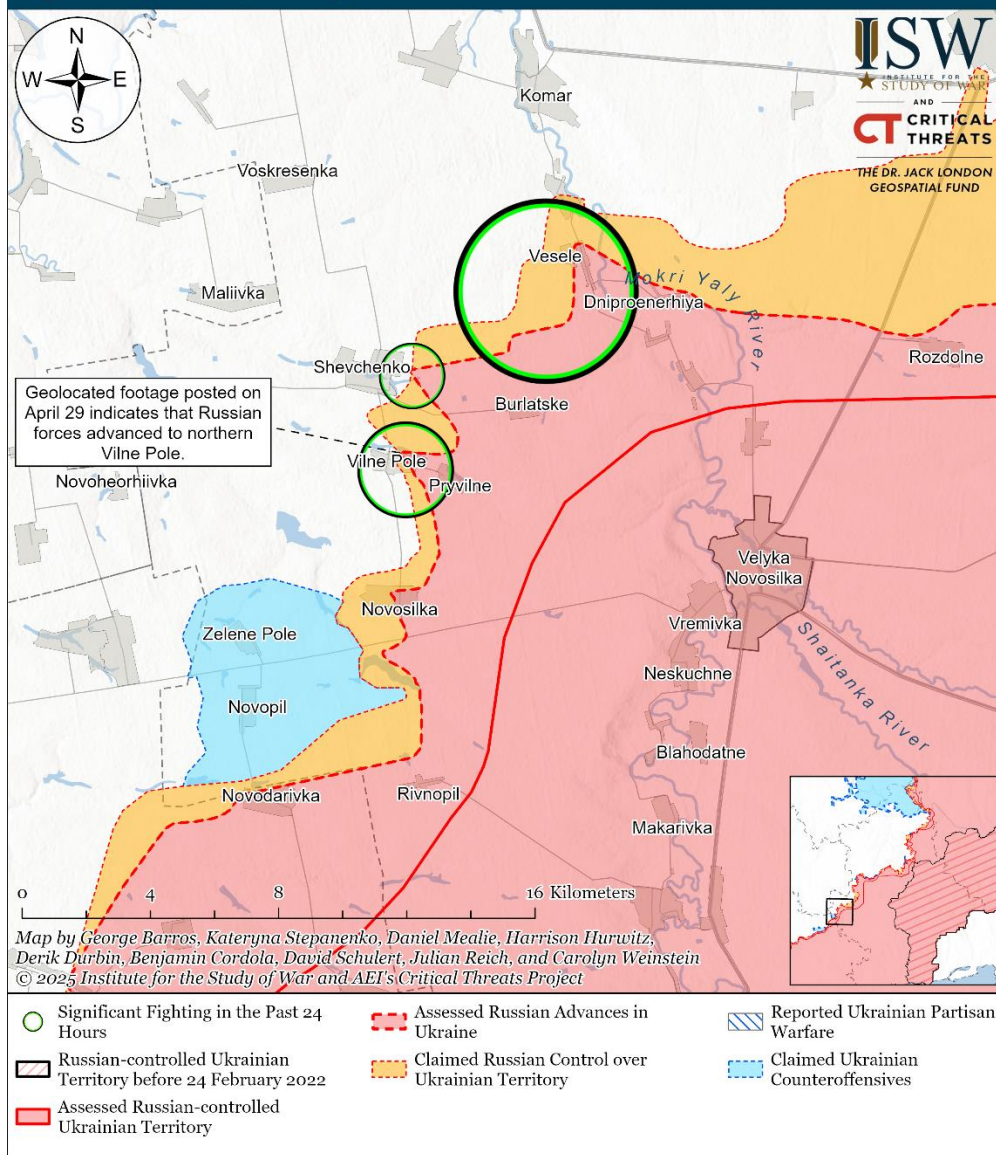 N
W E
S
ISW
INSTITUTE FOR THE
STUDY OF WAR
AND
CT CRITICAL
THREATS
THE DR. JACK LONDON
GEOSPATIAL FUND
Komar
Voskresenka
Vesele
Mokri Yaly River
Maliivka
Dniproenerhiya
Rozdolne
Shevchenko
Geolocated footage posted on
April 29 indicates that Russian
forces advanced to northern
Vilne Pole.
Burlatske
Vilne Pole
Novoheorhiivka
Pryvilne
Velyka
Novosilka
Novosilka
Vremivka
Zelene Pole
Shaitanka River
Neskuchne
Novopil
Blahodatne
Novodarivka
Rivnopil
Makarivka
0 4 8 16 Kilometers
Map by George Barros, Kateryna Stepanenko, Daniel Mealie, Harrison Hurwitz,
Derik Durbin, Benjamin Cordola, David Schulert, Julian Reich, and Carolyn Weinstein
© 2025 Institute for the Study of War and AEI's Critical Threats Project
Significant Fighting in the Past 24
Hours
Russian-controlled Ukrainian
Territory before 24 February 2022
Assessed Russian-controlled
Ukrainian Territory
Assessed Russian Advances in
Ukraine
Claimed Russian Control over
Ukrainian Territory
Reported Ukrainian Partisan
Warfare
Claimed Ukrainian
Counteroffensives